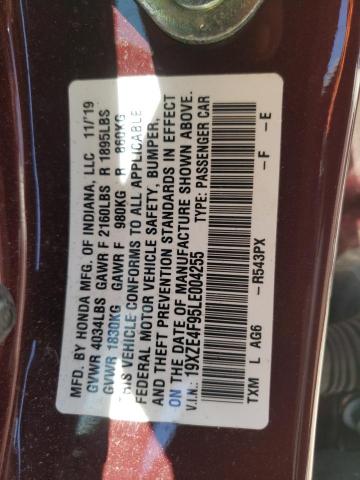 MFD. BY HONDA MFG. OF INDIANA, LLC 11/'19
GVWR 4034LBS GAWR F 2160LBS R 1895LBS
GVWR 1830KG GAWR F 980KG R 860KG
THIS VEHICLE CONFORMS TO ALL APPLICABLE
FEDERAL MOTOR VEHICLE SAFETY, BUMPER,
AND THEFT PREVENTION STANDARDS IN EFFECT
ON THE DATE OF MANUFACTURE SHOWN ABOVE.
V.I.N.: 19XZE4F95LE004255 TYPE: PASSENGER CAR
TXM L AG6 -R543PX -F -E